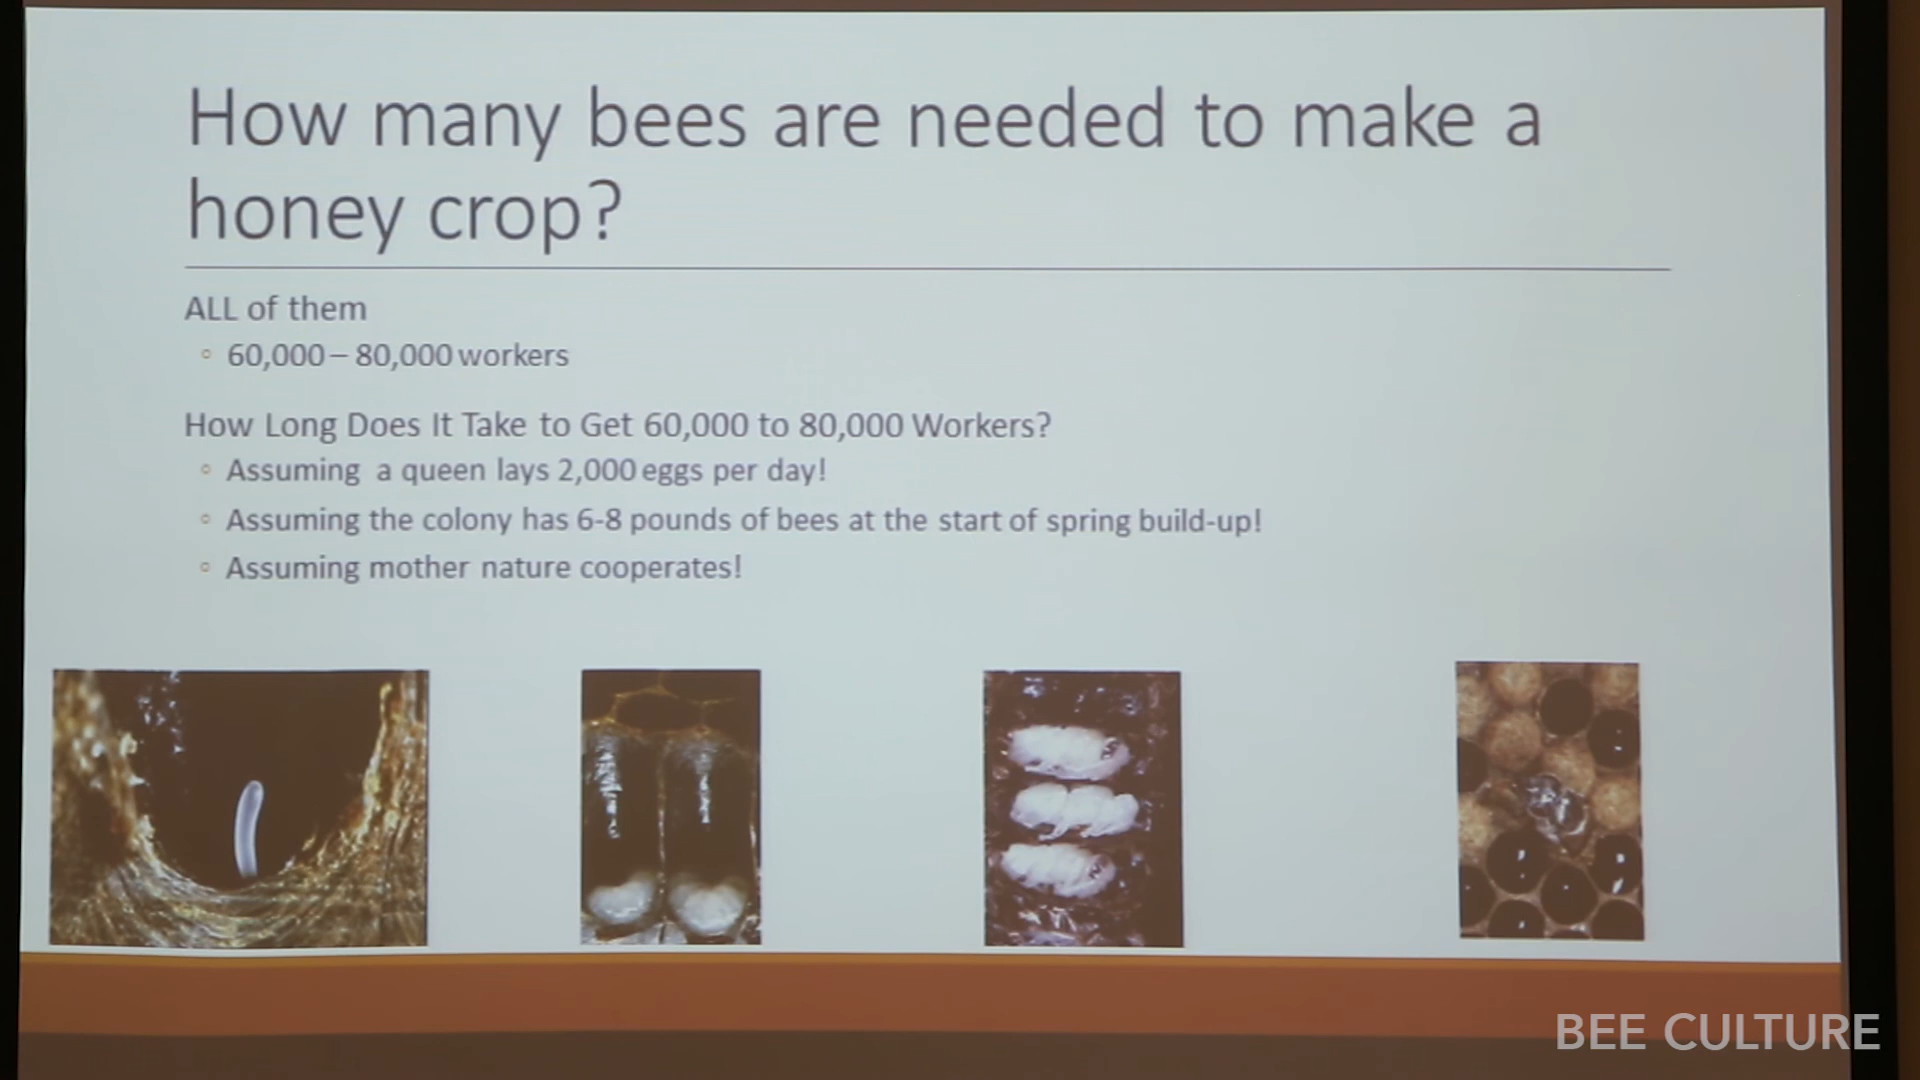 How many bees are needed to make a
honey crop?
ALL of them
◦ 60,000 – 80,000 workers
How Long Does It Take to Get 60,000 to 80,000 Workers?
◦ Assuming a queen lays 2,000 eggs per day!
◦ Assuming the colony has 6-8 pounds of bees at the start of spring build-up!
◦ Assuming mother nature cooperates!
BEE CULTURE